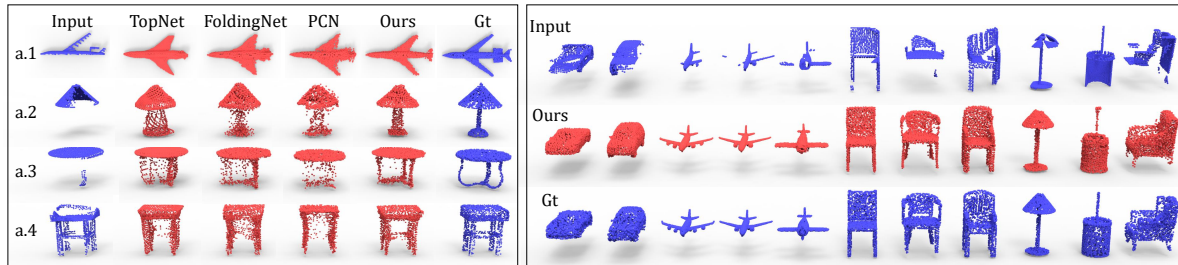 Input TopNet FoldingNet PCN Ours Gt
a.1
a.2
a.3
a.4
Input
Ours
Gt